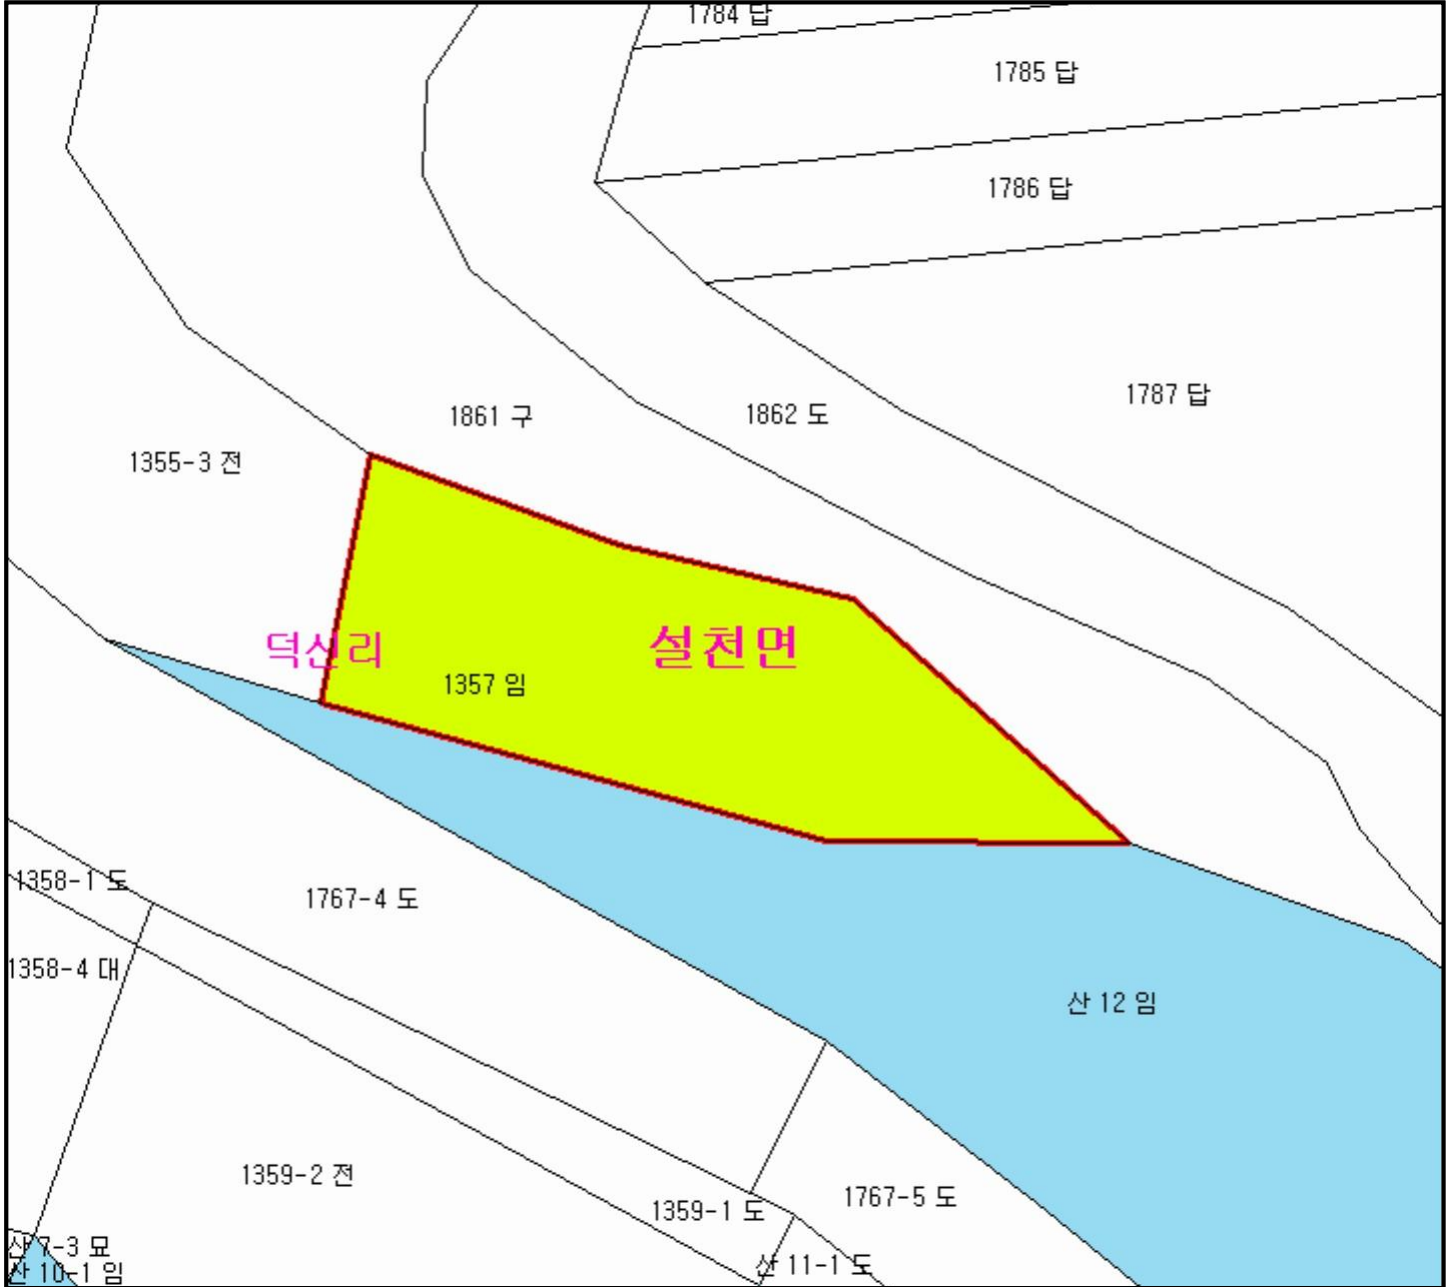 1784 답
1785 답
1786 답
1787 답
1861 구
1862 도
1355-3 전
덕산리
설천면
1357 임
1358-1 도
1767-4 도
1358-4 대
산 12 임
1359-2 전
1359-1 도
1767-5 도
산 7-3 묘
산 11-1 도
산 10-1 임